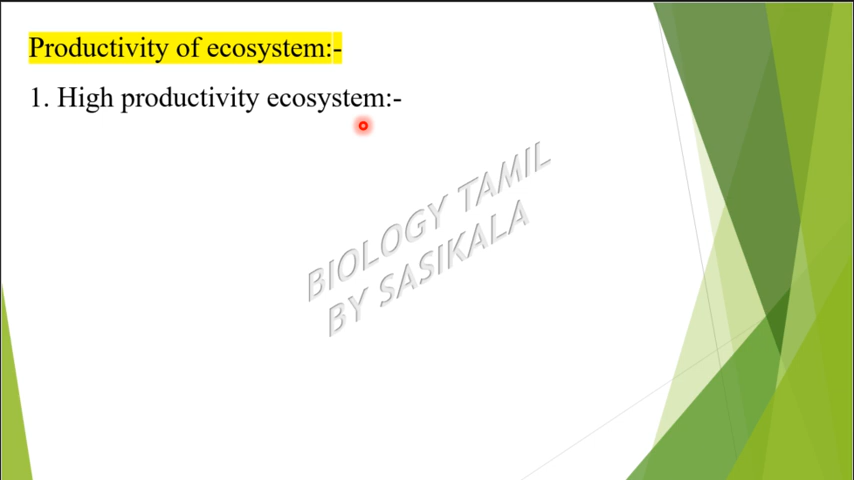 Productivity of ecosystem:-
1. High productivity ecosystem:-
BIOLOGY TAMIL
BY SASIKALA